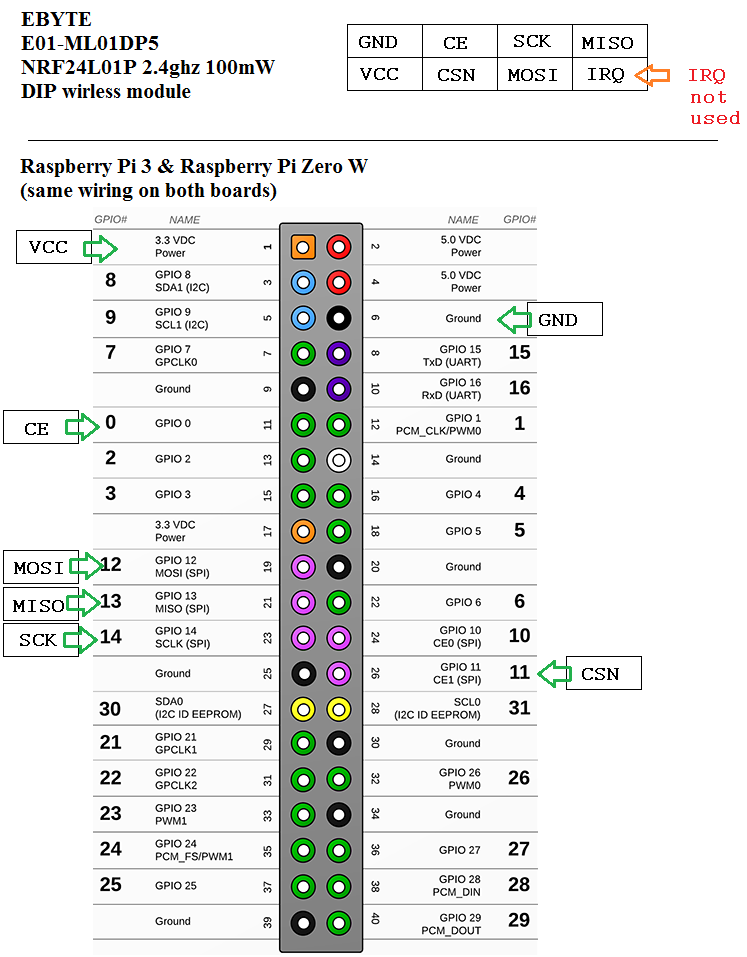 EBYTE
E01-ML01DP5
NRF24L01P 2.4ghz 100mW
DIP wirless module
GND CE SCK MISO
VCC CSN MOSI IRQ
IRQ
not
used
Raspberry Pi 3 & Raspberry Pi Zero W
(same wiring on both boards)
GPIO# NAME NAME GPIO#
VCC
3.3 VDC
Power
1 2
5.0 VDC
Power
8
GPIO 8
SDA1 (I2C)
3 4
5.0 VDC
Power
9
GPIO 9
SCL1 (I2C)
5 6
Ground
GND
7
GPIO 7
GPCLK0
7 8
GPIO 15
TxD (UART)
15
Ground
9 10
GPIO 16
RxD (UART)
16
CE
0
GPIO 0
11 12
GPIO 1
PCM_CLK/PWM0
1
2
GPIO 2
13 14
Ground
3
GPIO 3
15 16
GPIO 4
4
3.3 VDC
Power
17 18
GPIO 5
5
MOSI
12
GPIO 12
MOSI (SPI)
19 20
Ground
MISO
13
GPIO 13
MISO (SPI)
21 22
GPIO 6
6
SCK
14
GPIO 14
SCLK (SPI)
23 24
GPIO 10
CE0 (SPI)
10
Ground
25 26
GPIO 11
CE1 (SPI)
11
CSN
30
SDA0
(I2C ID EEPROM)
27 28
SCL0
(I2C ID EEPROM)
31
21
GPIO 21
GPCLK1
29 30
Ground
22
GPIO 22
GPCLK2
31 32
GPIO 26
PWM0
26
23
GPIO 23
PWM1
33 34
Ground
24
GPIO 24
PCM_FS/PWM1
35 36
GPIO 27
27
25
GPIO 25
37 38
GPIO 28
PCM_DIN
28
Ground
39 40
GPIO 29
PCM_DOUT
29